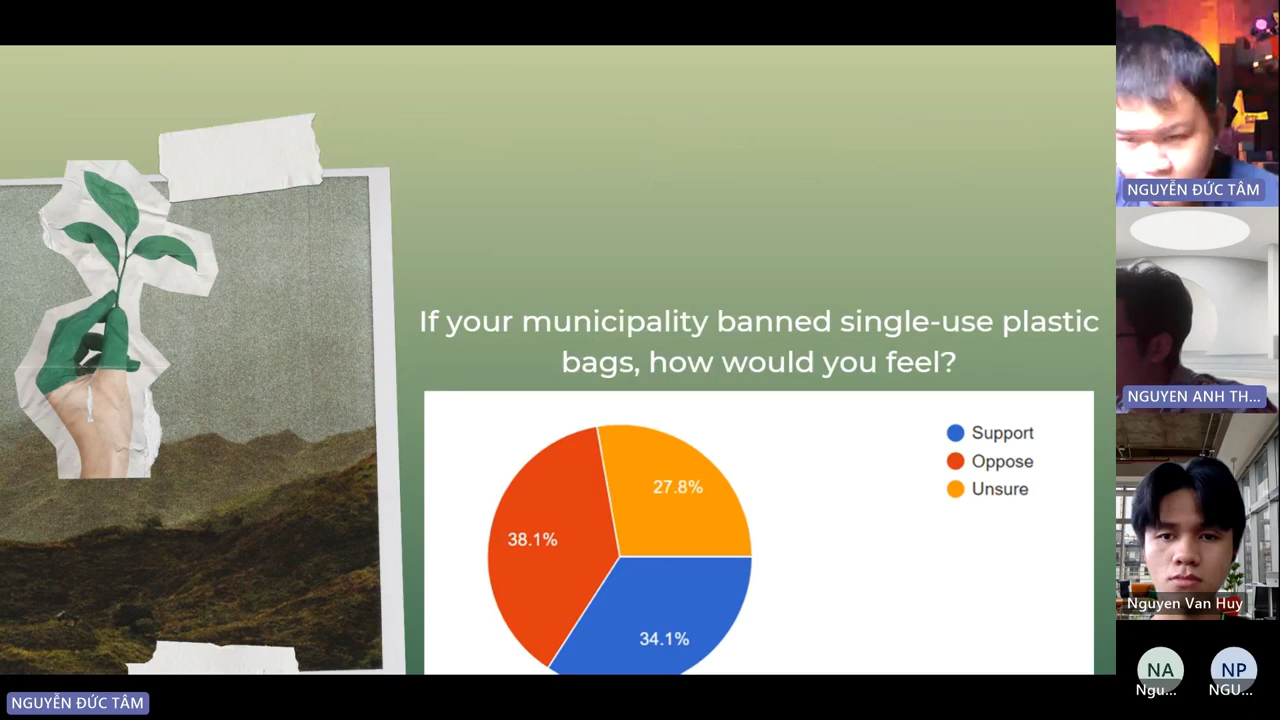 If your municipality banned single-use plastic
bags, how would you feel?
Support
Oppose
Unsure
27.8%
38.1%
34.1%
NGUYỄN ĐỨC TÂM
NGUYEN ANH TH...
Nguyen Van Huy
NA
NP
Ngu...
NGU...
NGUYỄN ĐỨC TÂM